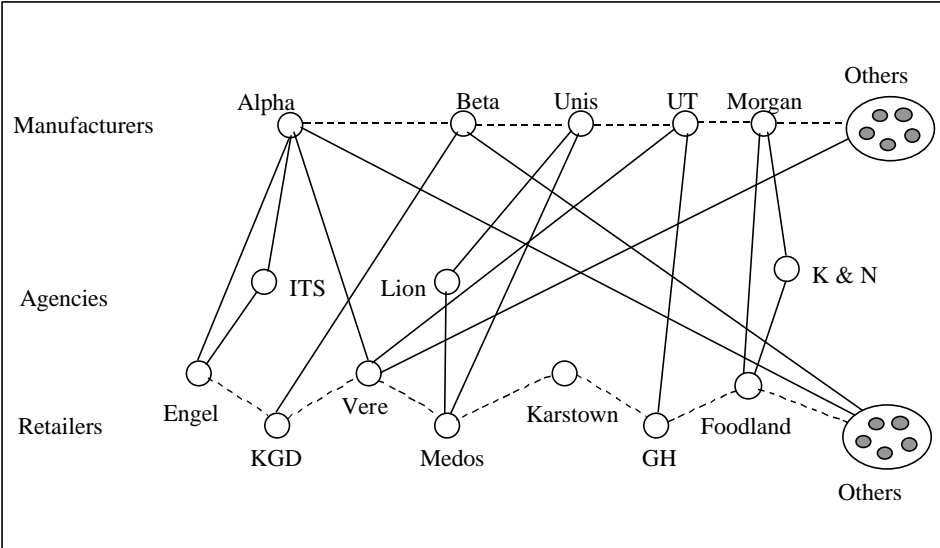 Others
Alpha
Beta
Unis
UT
Morgan
Manufacturers
Agencies
ITS
Lion
K & N
Retailers
Engel
Vere
Karstown
Foodland
KGD
Medos
GH
Others